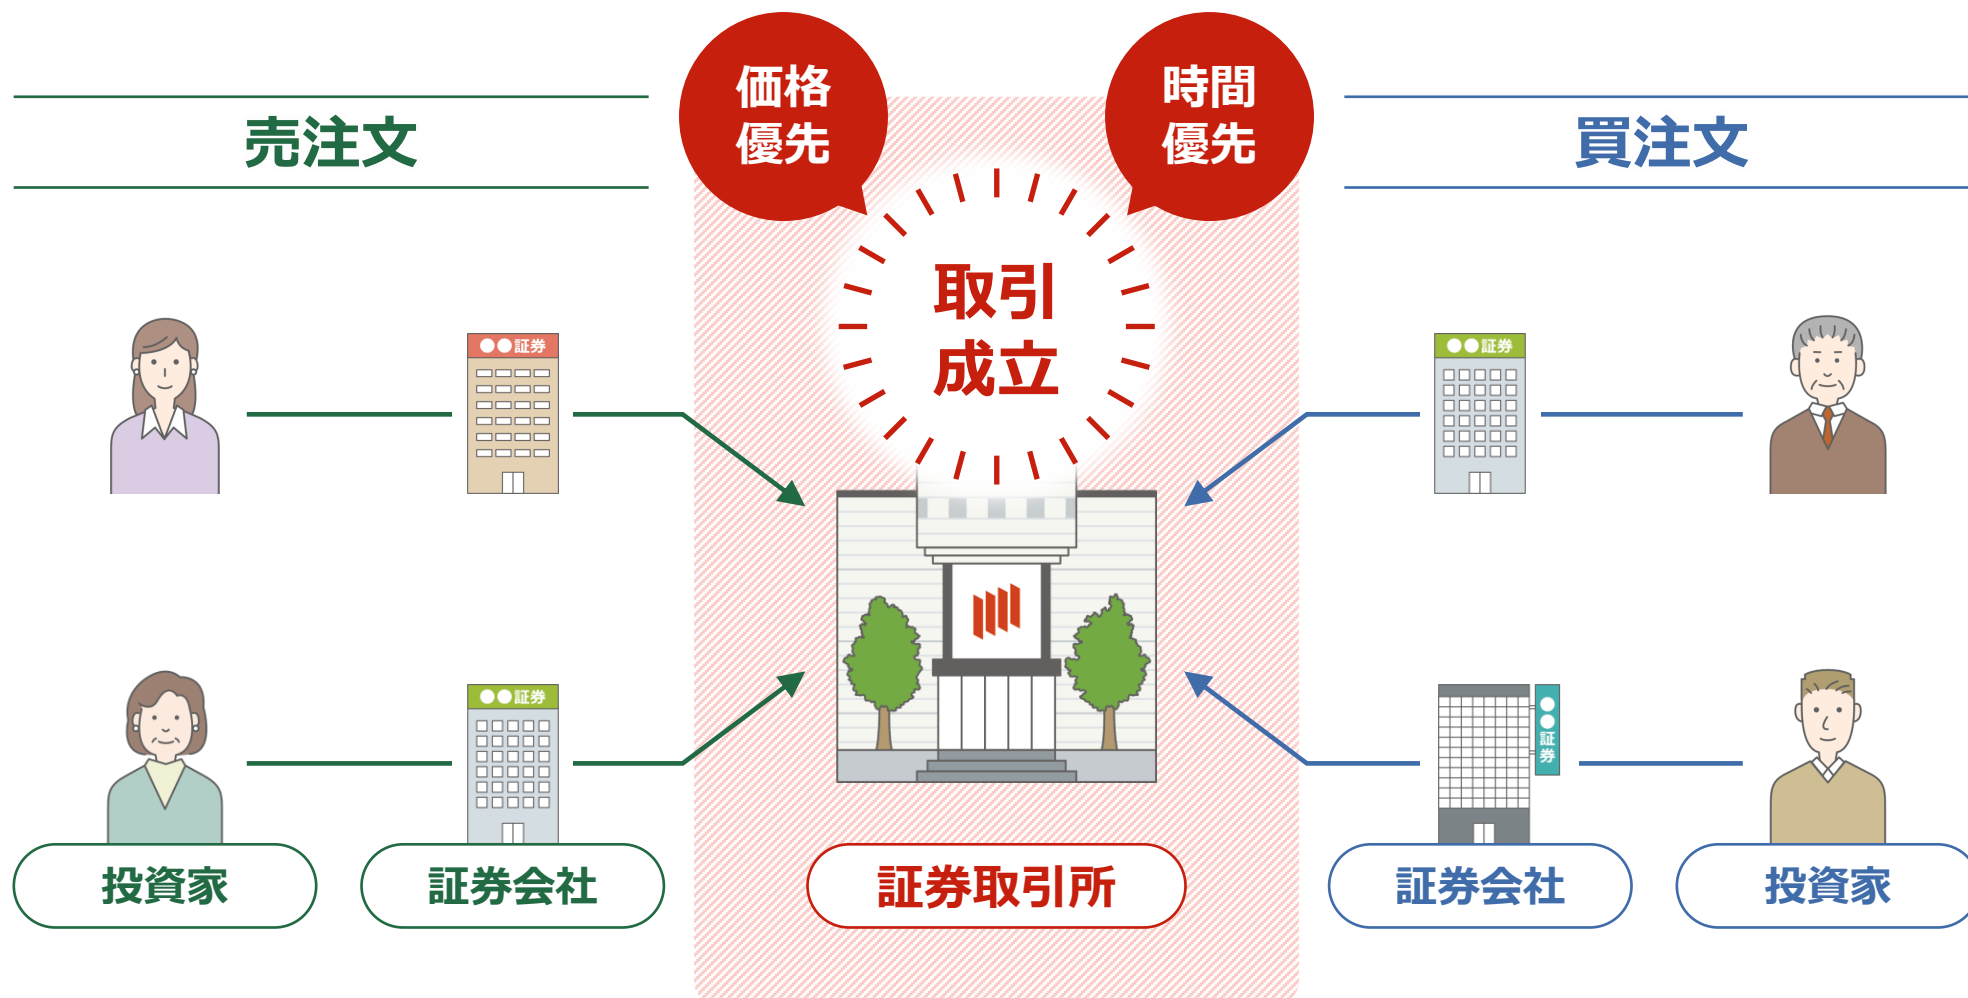 価格
優先
時間
優先
売注文
買注文
取引
成立
●●証券
●●証券
●●証券
●●証券
投資家
証券会社
証券取引所
証券会社
投資家